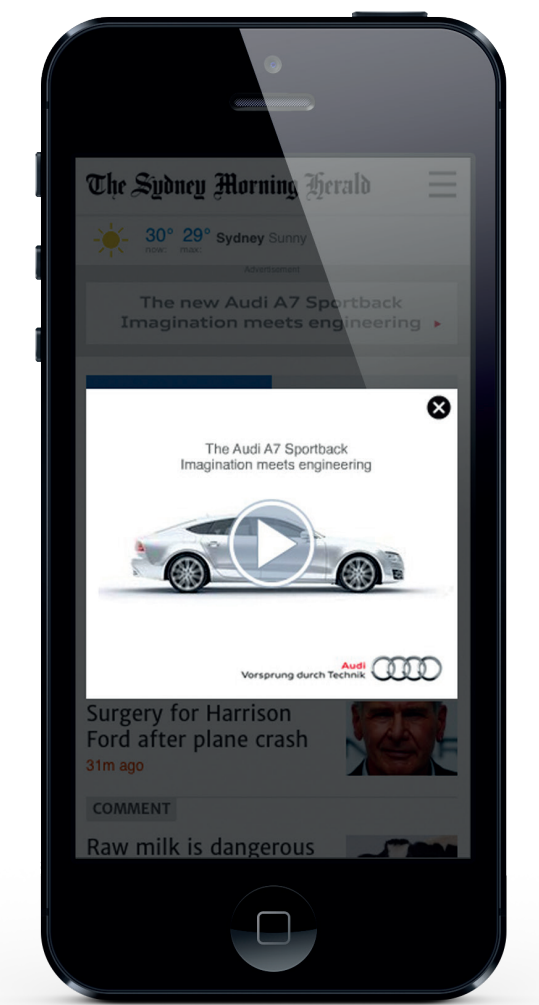 The Sydney Morning Herald
30° 29° Sydney Sunny
now: max:
Advertisement
The new Audi A7 Sportback
Imagination meets engineering
The Audi A7 Sportback
Imagination meets engineering
Audi
Vorsprung durch Technik
Surgery for Harrison
Ford after plane crash
31m ago
COMMENT
Raw milk is dangerous